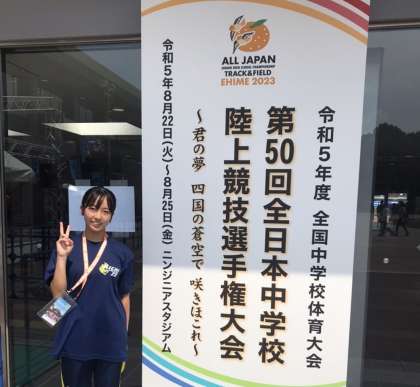 ALL JAPAN
JUNIOR HIGH SCHOOL CHAMPIONSHIP
TRACK&FIELD
EHIME 2023
令和5年度 全国中学校体育大会
第50回全日本中学校
陸上競技選手権大会
~君の夢 四国の蒼空で 咲きほこれ~
令和5年8月22日(火)~8月25日(金) ニンジニアスタジアム